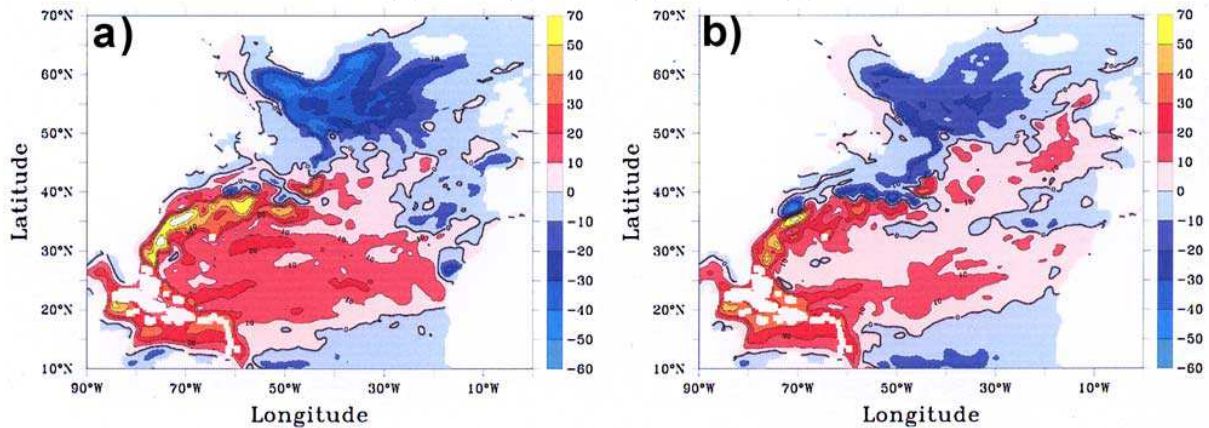 a)
70°N
60°N
50°N
40°N
30°N
20°N
10°N
Latitude
90°W
70°W
50°W
30°W
10°W
Longitude
70
50
40
30
20
10
0
-10
-20
-30
-40
-50
-60
b)
70°N
60°N
50°N
40°N
30°N
20°N
10°N
Latitude
90°W
70°W
50°W
30°W
10°W
Longitude
70
50
40
30
20
10
0
-10
-20
-30
-40
-50
-60